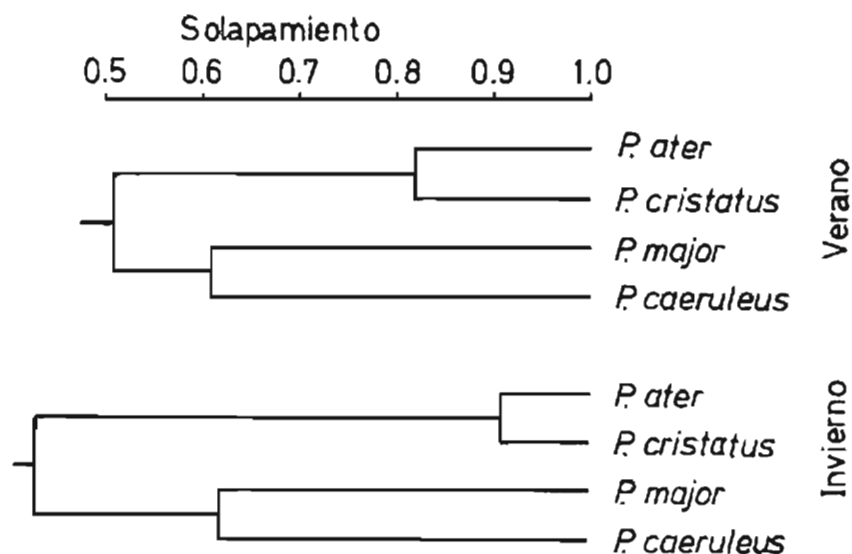 Solapamiento
0.5 0.6 0.7 0.8 0.9 1.0
P. ater
P. cristatus
P. major
P. caeruleus
Verano
P. ater
P. cristatus
P. major
P. caeruleus
Invierno